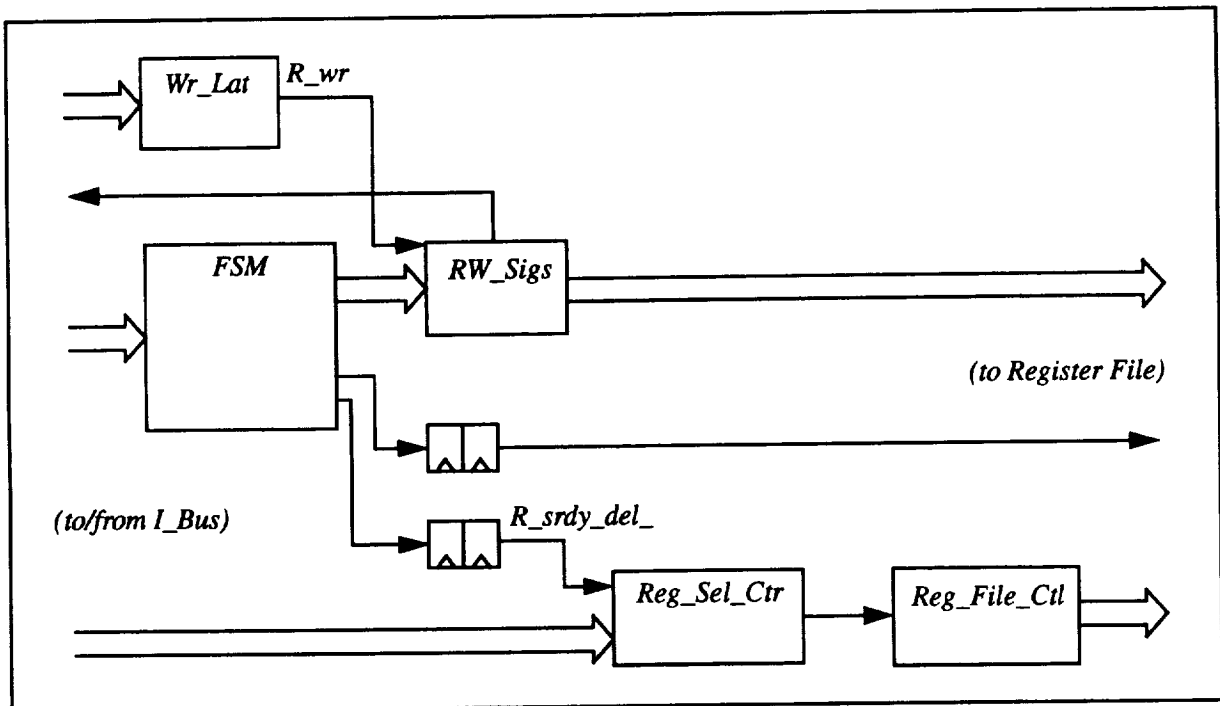 Wr_Lat
R_wr
FSM
RW_Sigs
(to Register File)
(to/from I_Bus)
R_srdy_del_
Reg_Sel_Ctr
Reg_File_Ctl